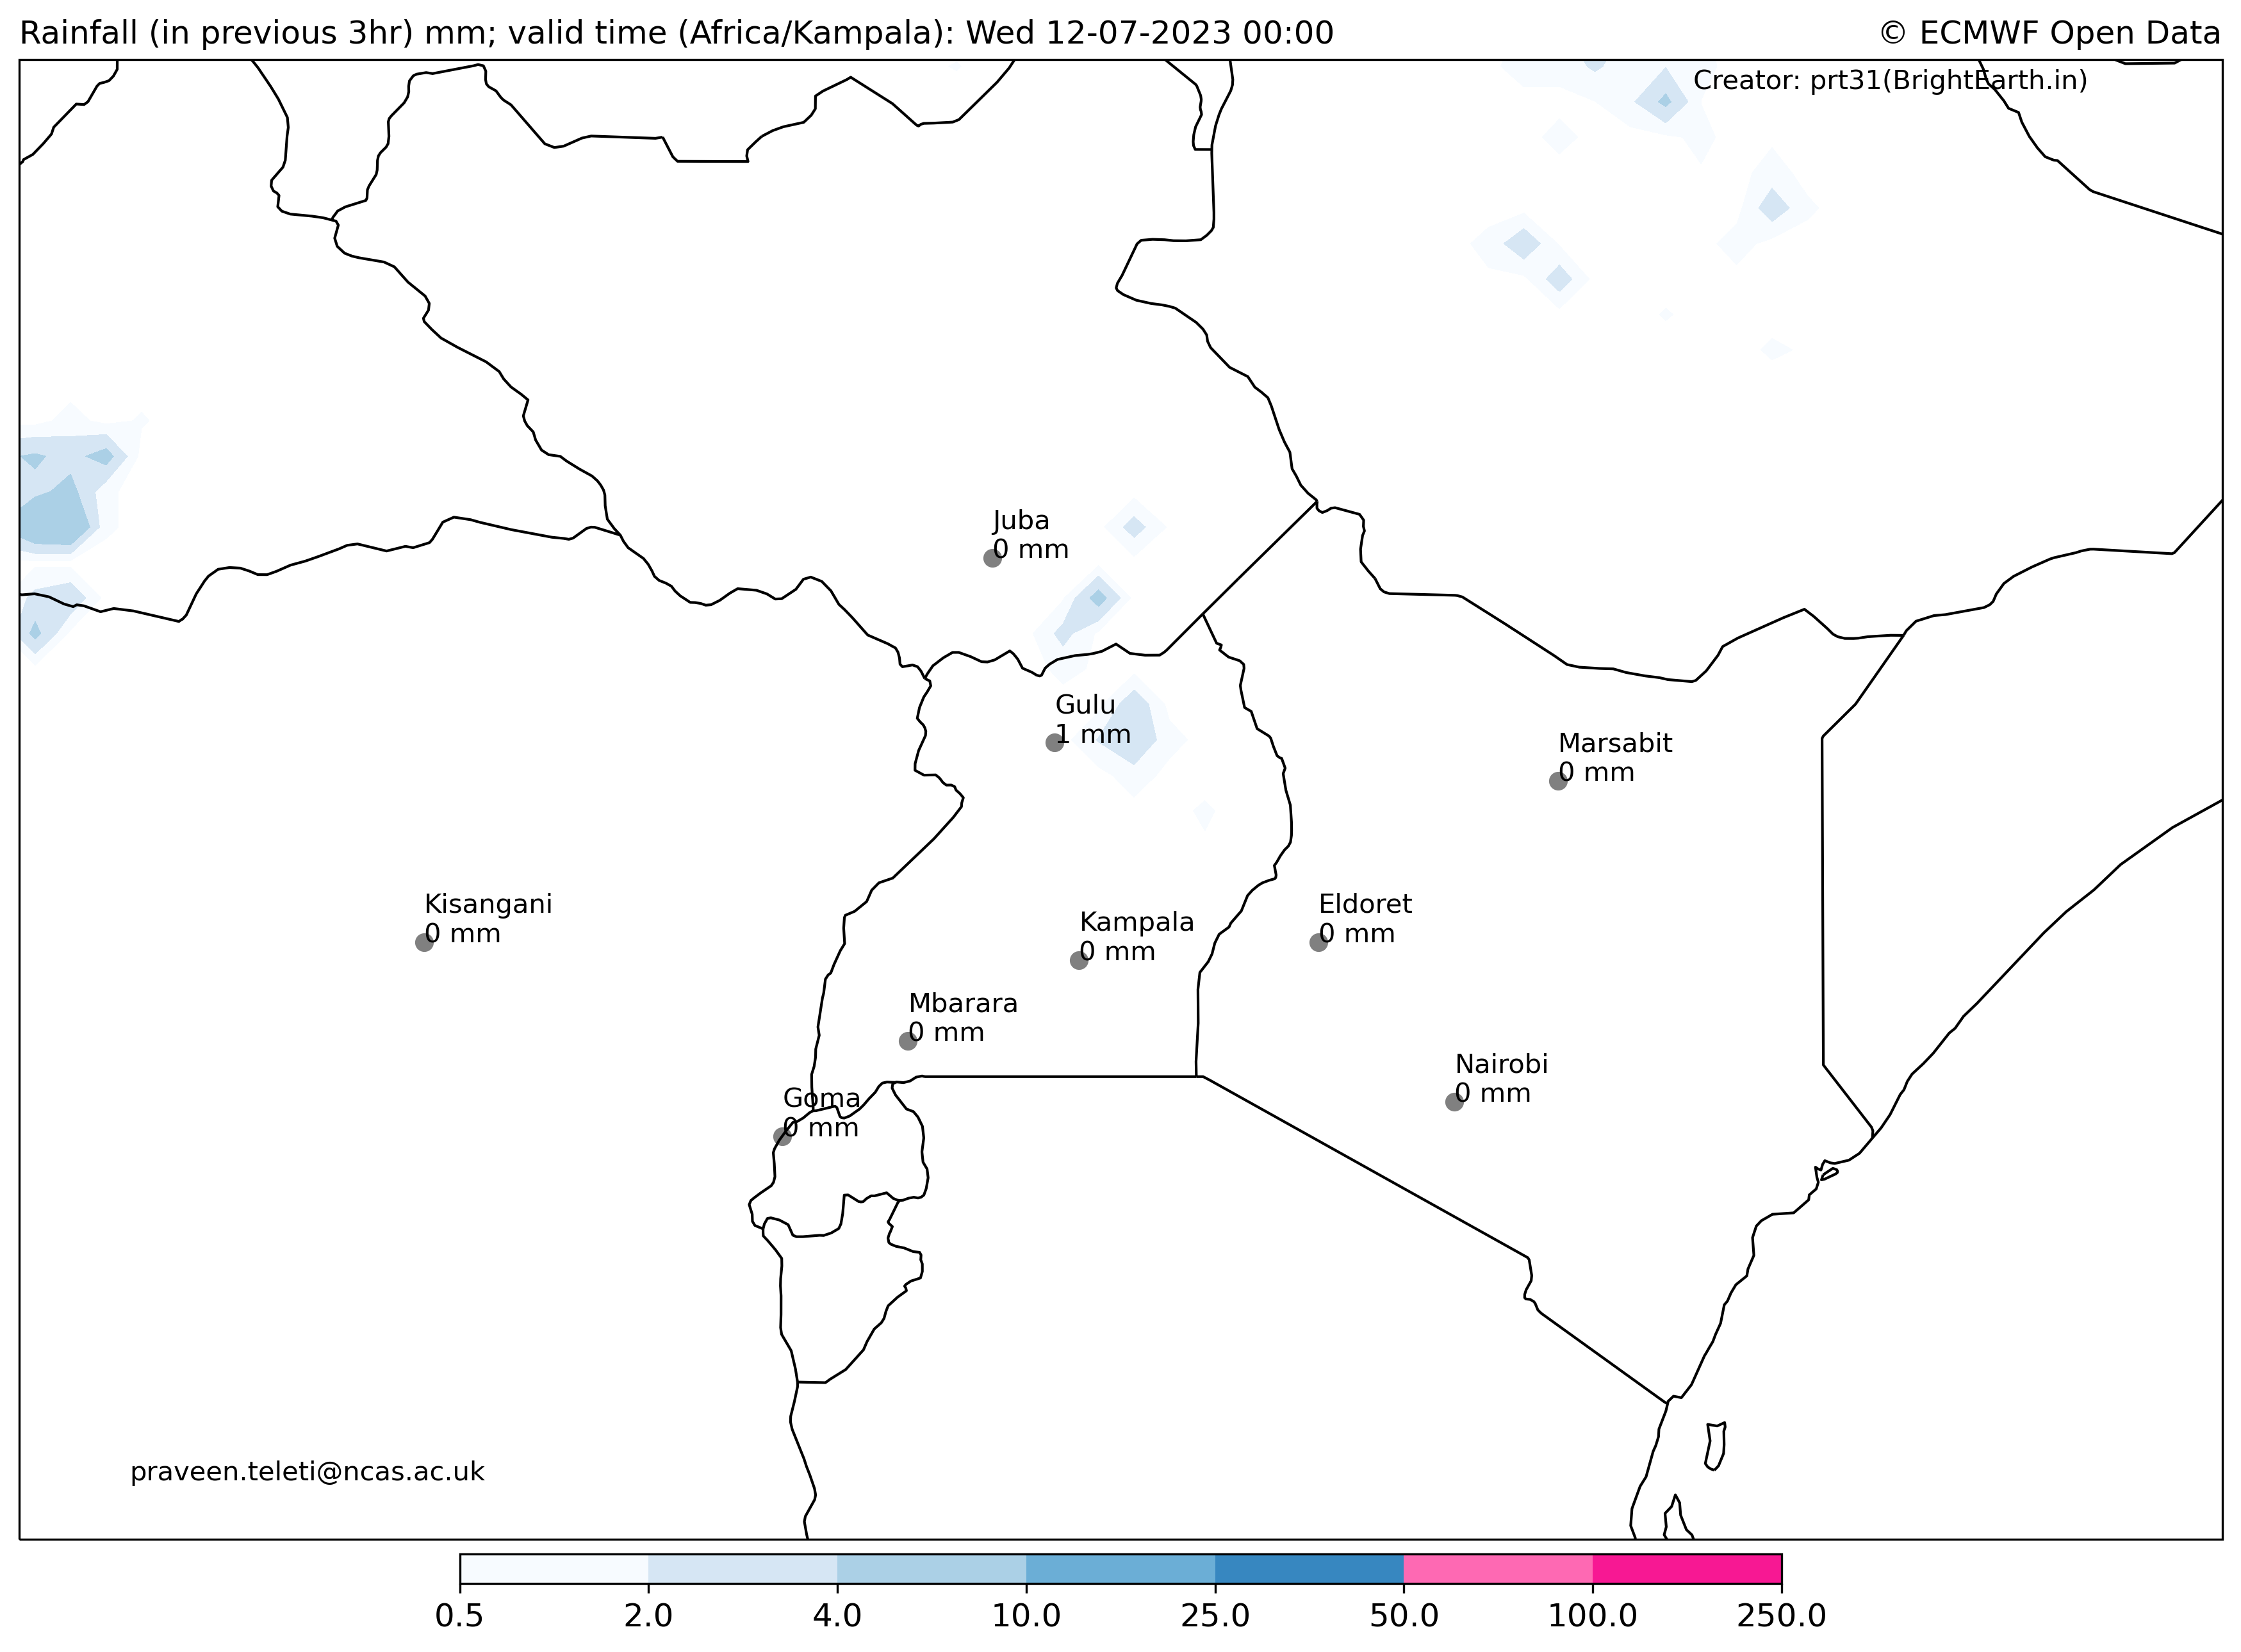 Rainfall (in previous 3hr) mm; valid time (Africa/Kampala): Wed 12-07-2023 00:00
© ECMWF Open Data
Creator: prt31(BrightEarth.in)
Juba
0 mm
Gulu
1 mm
Marsabit
0 mm
Kisangani
0 mm
Kampala
0 mm
Eldoret
0 mm
Mbarara
0 mm
Nairobi
0 mm
Goma
0 mm
praveen.teleti@ncas.ac.uk
0.5 2.0 4.0 10.0 25.0 50.0 100.0 250.0